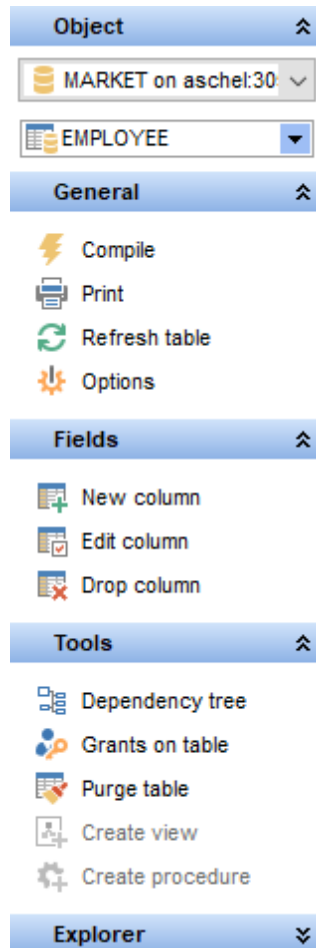 Object
MARKET on aschel:30
EMPLOYEE
General
Compile
Print
Refresh table
Options
Fields
New column
Edit column
Drop column
Tools
Dependency tree
Grants on table
Purge table
Create view
Create procedure
Explorer